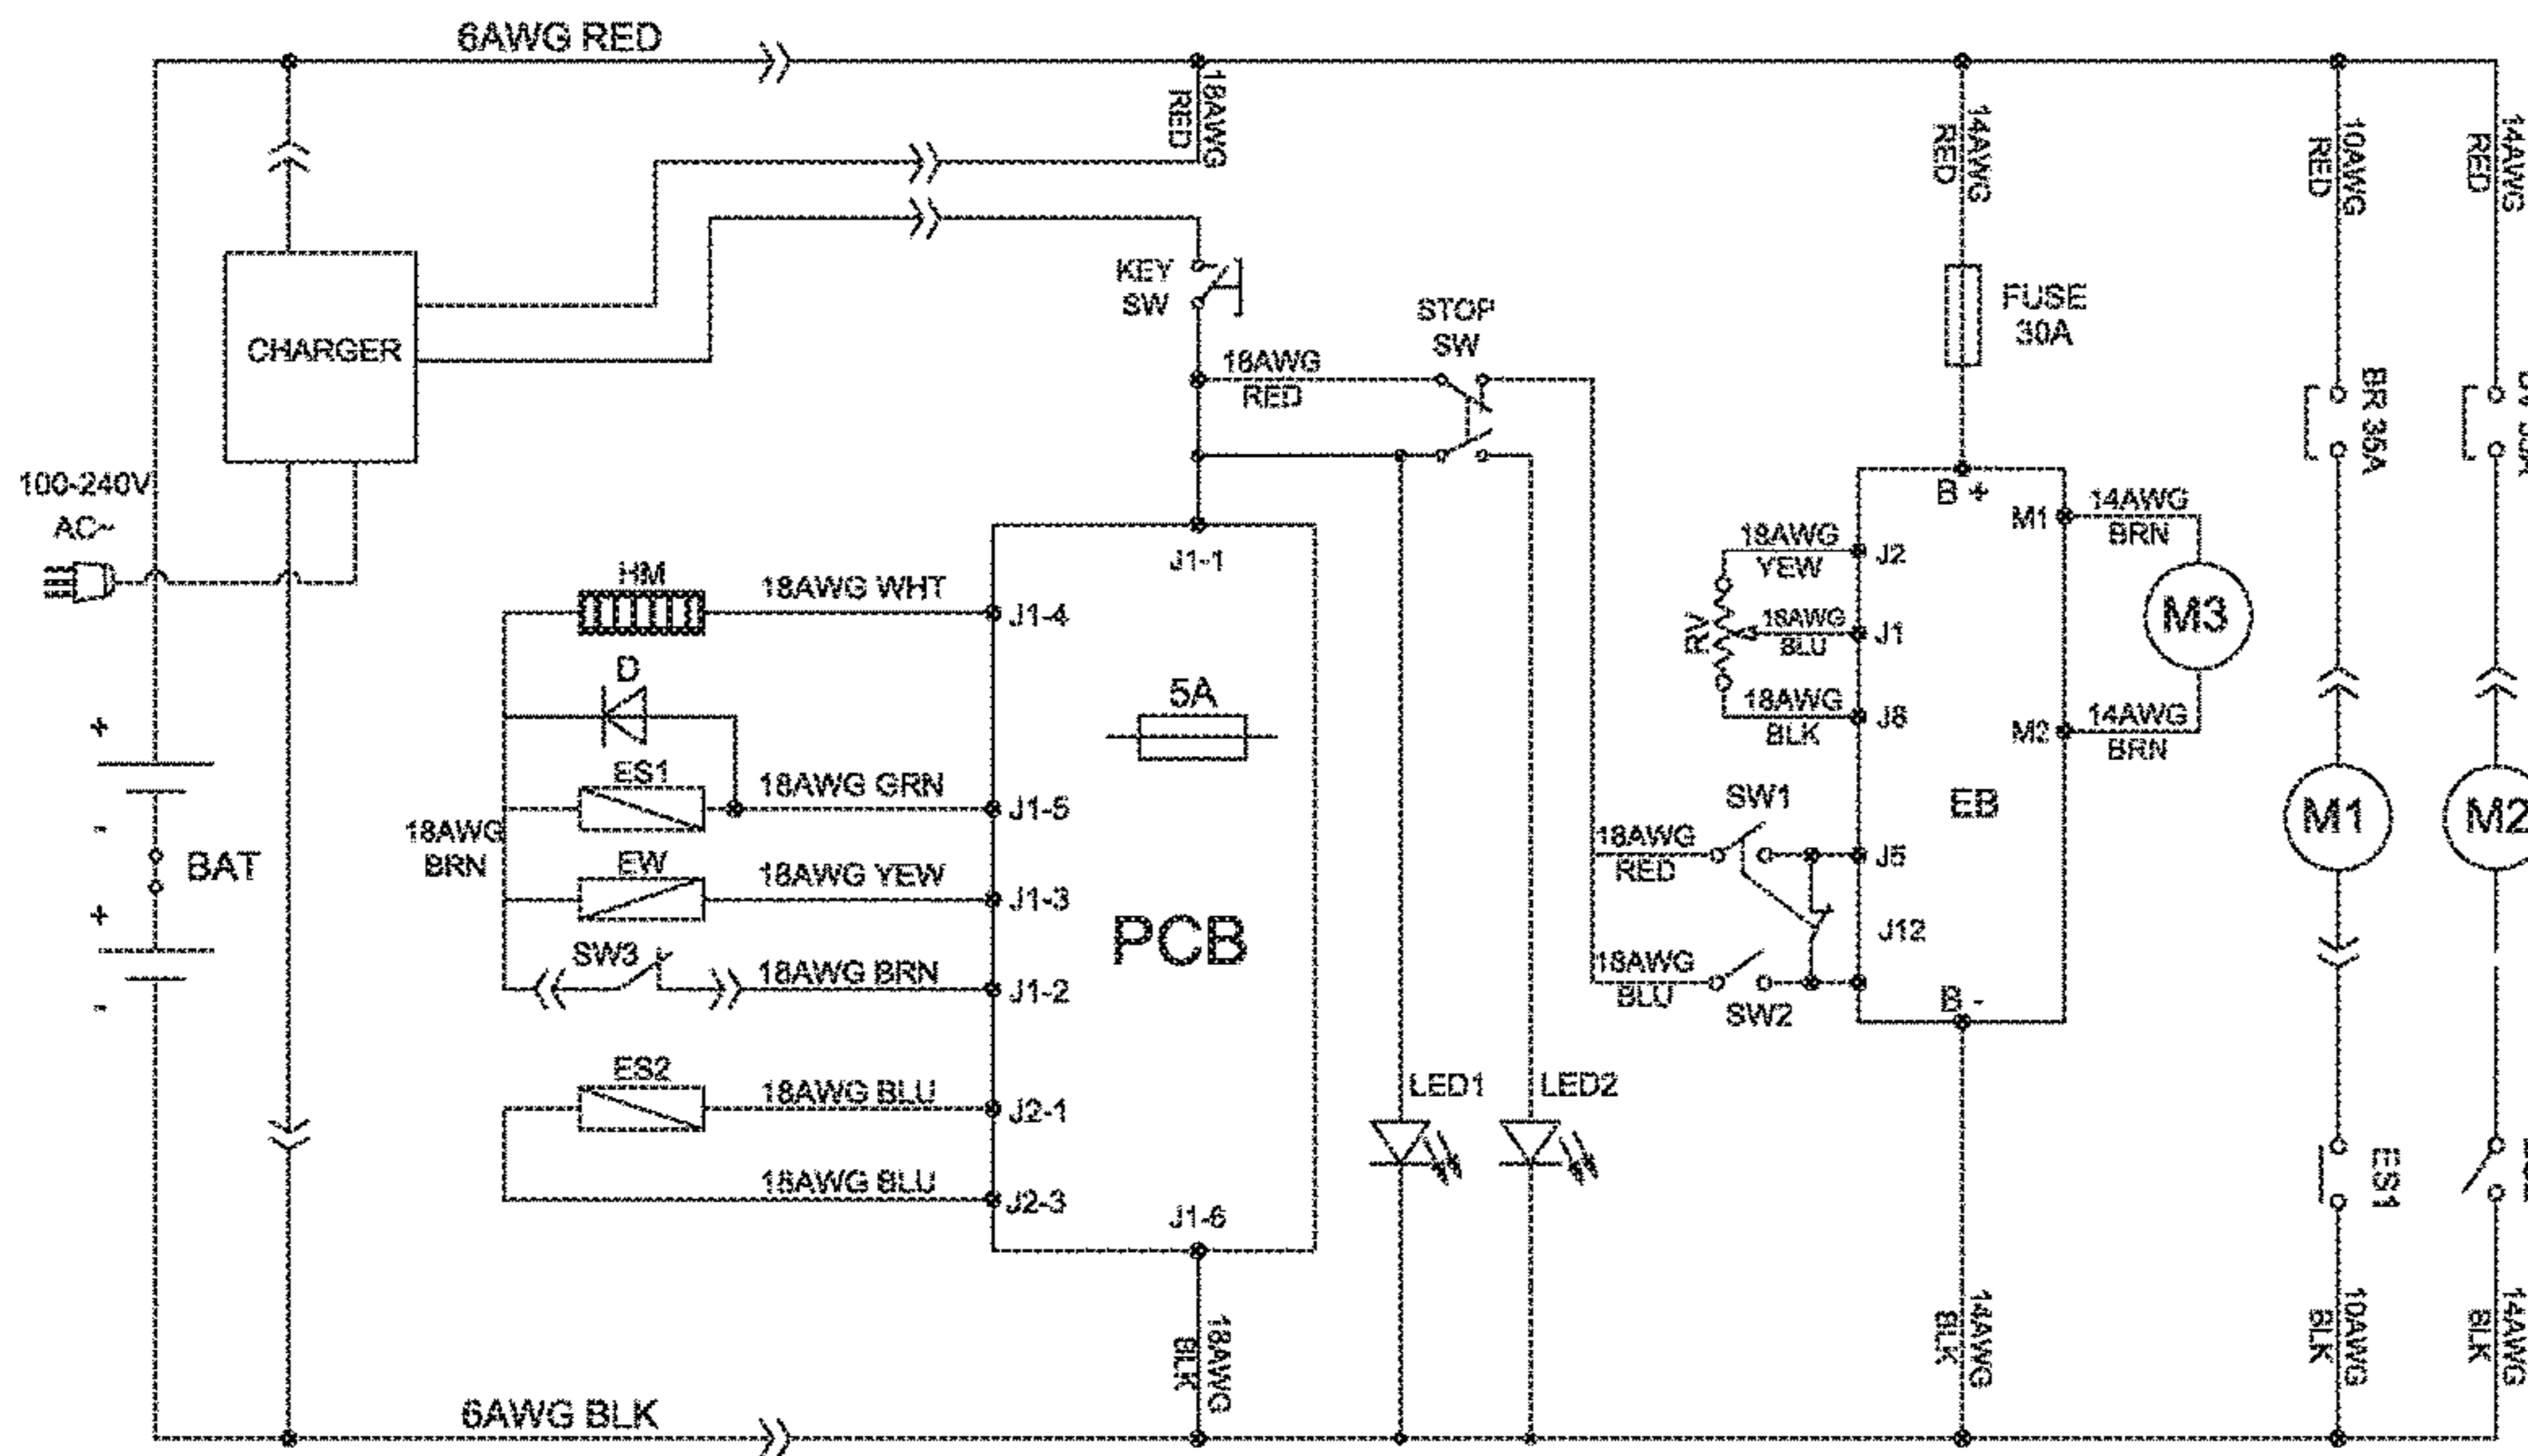 6AWG RED
18AWG
RED
14AWG
RED
10AWG
RED
14AWG
RED
CHARGER
KEY
SW
STOP
SW
18AWG
RED
FUSE
30A
BR 35A
100-240V
AC~
B +
M1
14AWG
BRN
J1-1
18AWG
YEW
J2
HM
18AWG WHT
J1-4
RV
18AWG
BLU
J1
M3
D
5A
18AWG
BLK
J8
M2
14AWG
BRN
+
ES1
18AWG GRN
J1-5
SW1
EB
M1
M2
-
BAT
18AWG
BRN
EW
18AWG YEW
J1-3
18AWG
RED
J5
+
PCB
J12
SW3
18AWG BRN
J1-2
18AWG
BLU
SW2
B -
-
ES2
18AWG BLU
J2-1
LED1
LED2
18AWG BLU
J2-3
J1-6
ES1
18AWG
BLK
14AWG
BLK
10AWG
BLK
14AWG
BLK
6AWG BLK